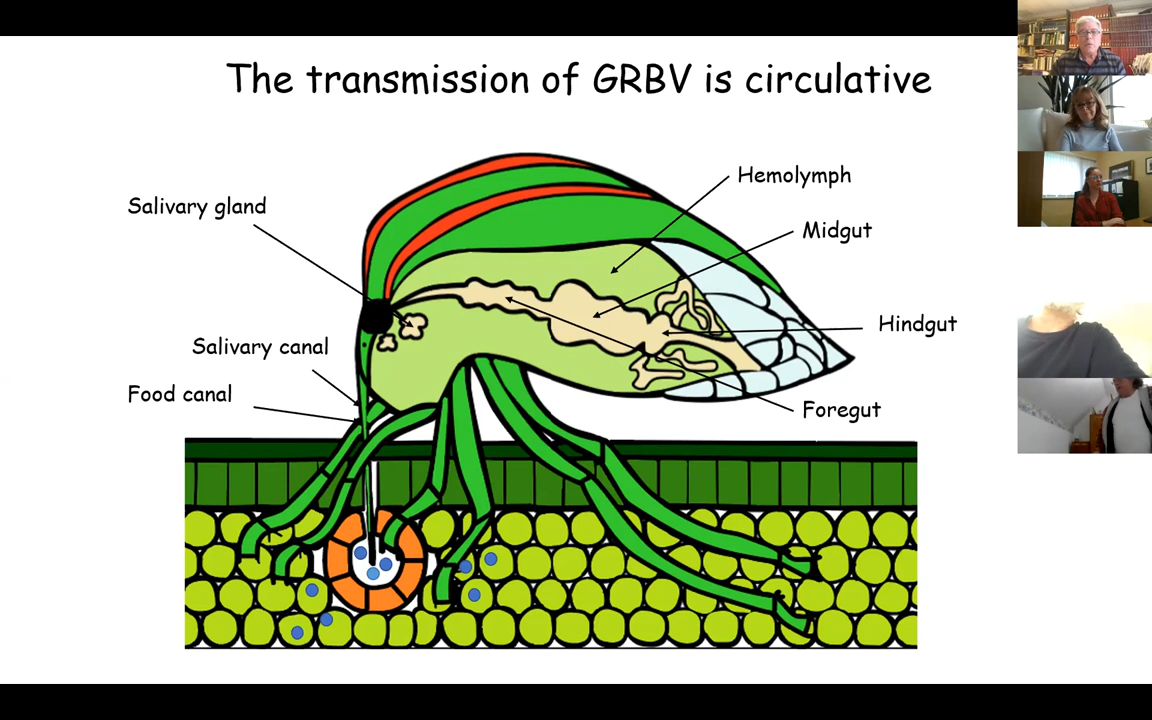 The transmission of GRBV is circulative
Hemolymph
Salivary gland
Midgut
Hindgut
Salivary canal
Food canal
Foregut